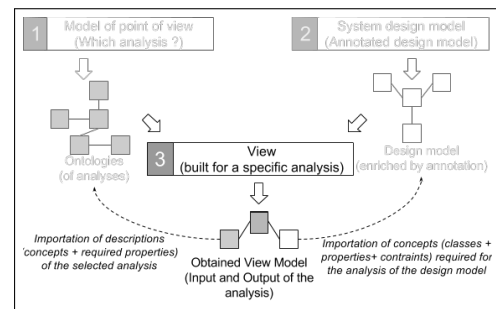 1
Model of point of view
(Which analysis ?)
2
System design model
(Annotated design model)
Ontologies
(of analyses)
3
View
(built for a specific analysis)
Design model
(enriched by annotation)
Importation of descriptions
(concepts + required properties)
of the selected analysis
Obtained View Model
(Input and Output of the
analysis)
Importation of concepts (classes +
properties+ contraints) required for
the analysis of the design model